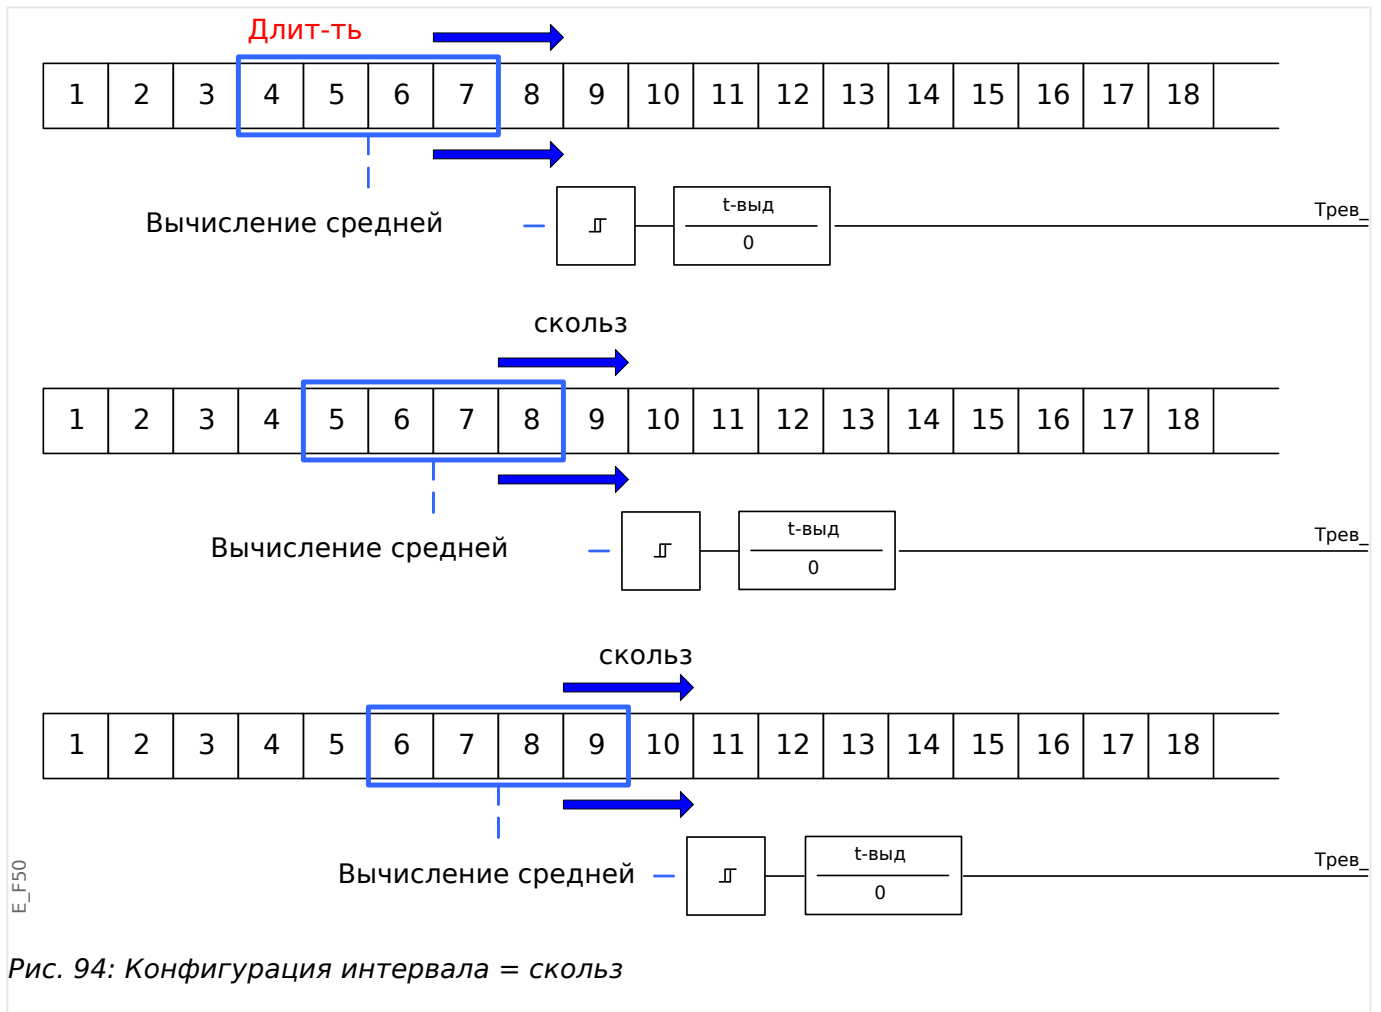 Длит-ть
1 2 3 4 5 6 7 8 9 10 11 12 13 14 15 16 17 18
Вычисление средней
t-выд
0
Трев_
скольз
1 2 3 4 5 6 7 8 9 10 11 12 13 14 15 16 17 18
Вычисление средней
t-выд
0
Трев_
скольз
1 2 3 4 5 6 7 8 9 10 11 12 13 14 15 16 17 18
Вычисление средней
t-выд
0
Трев_
E_F50
Рис. 94: Конфигурация интервала = скольз